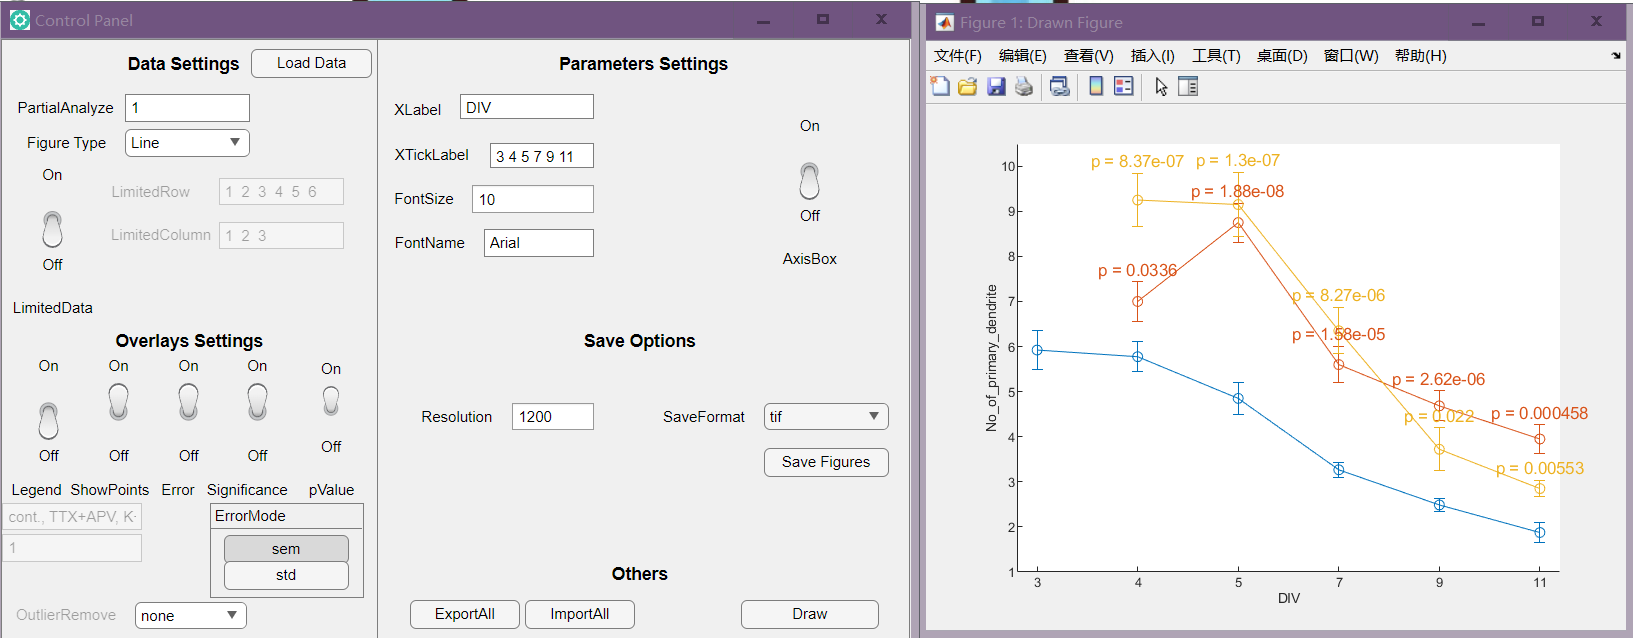 Control Panel
Data Settings
Load Data
PartialAnalyze
1
Figure Type
Line
On
LimitedRow
1 2 3 4 5 6
LimitedColumn
1 2 3
Off
LimitedData
Overlays Settings
On On On On On
Off Off Off Off Off
Legend ShowPoints Error Significance pValue
cont., TTX+APV, K-
1
ErrorMode
sem
std
OutlierRemove
none
Parameters Settings
XLabel
DIV
XTickLabel
3 4 5 7 9 11
FontSize
10
FontName
Arial
On
Off
AxisBox
Save Options
Resolution
1200
SaveFormat
tif
Save Figures
Others
ExportAll
ImportAll
Draw
Figure 1: Drawn Figure
文件(F) 编辑(E) 查看(V) 插入(I) 工具(T) 桌面(D) 窗口(W) 帮助(H)
p = 8.37e-07
p = 1.3e-07
p = 1.88e-08
p = 0.0336
p = 8.27e-06
p = 1.58e-05
p = 2.62e-06
p = 0.022
p = 0.000458
p = 0.00553
No_of_primary_dendrite
10
9
8
7
6
5
4
3
2
1
3 4 5 7 9 11
DIV